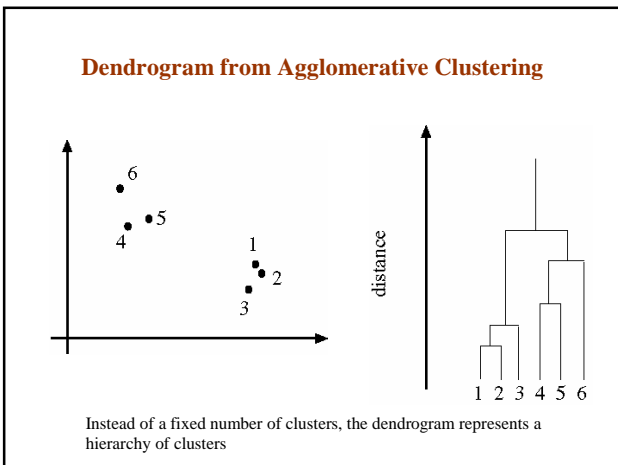 Dendrogram from Agglomerative Clustering
6
5
4
1
2
3
distance
1 2 3 4 5 6
Instead of a fixed number of clusters, the dendrogram represents a
hierarchy of clusters